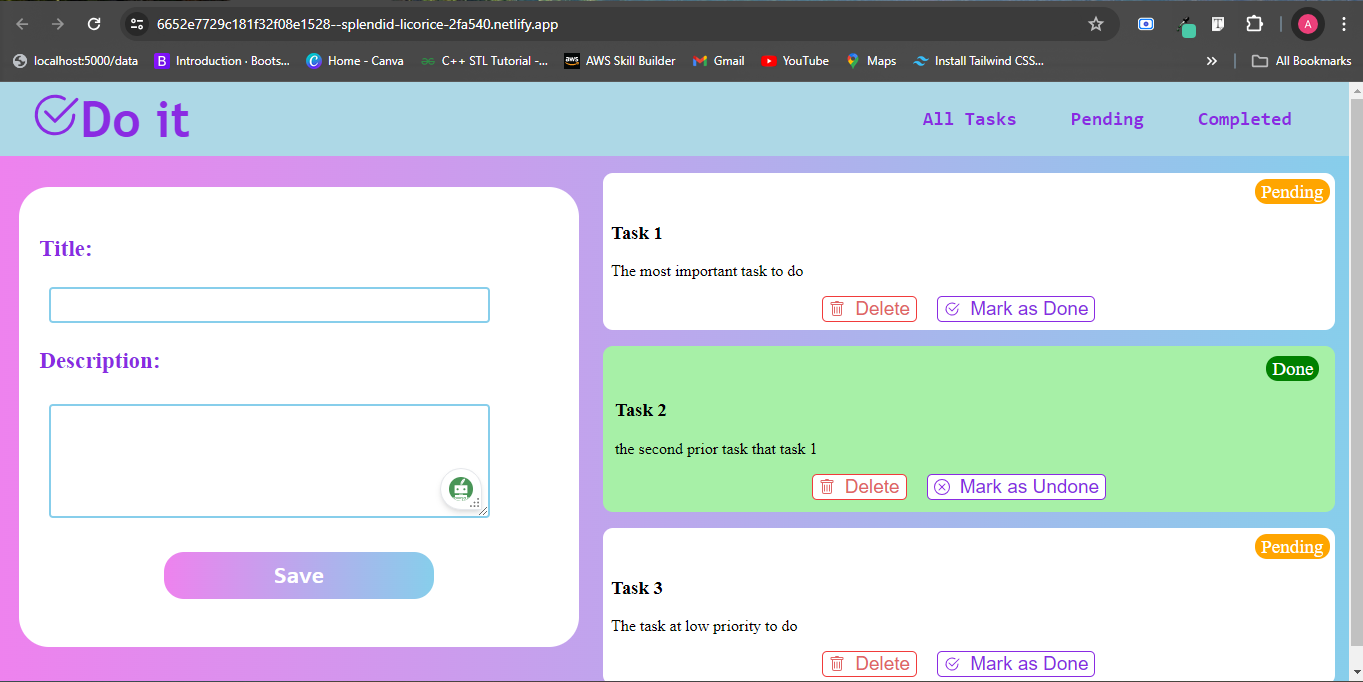 6652e7729c181f32f08e1528--splendid-licorice-2fa540.netlify.app
A
localhost:5000/data
B Introduction · Boots...
C Home - Canva
C++ STL Tutorial -...
aws AWS Skill Builder
Gmail
YouTube
Maps
Install Tailwind CSS...
»
All Bookmarks
Do it
All Tasks
Pending
Completed
Title:
Description:
Save
Pending
Task 1
The most important task to do
Delete
Mark as Done
Done
Task 2
the second prior task that task 1
Delete
Mark as Undone
Pending
Task 3
The task at low priority to do
Delete
Mark as Done